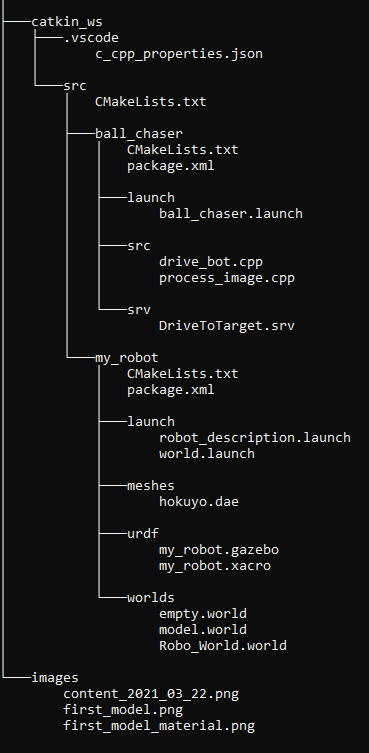 catkin_ws
.vscode
c_cpp_properties.json
src
CMakeLists.txt
ball_chaser
CMakeLists.txt
package.xml
launch
ball_chaser.launch
src
drive_bot.cpp
process_image.cpp
srv
DriveToTarget.srv
my_robot
CMakeLists.txt
package.xml
launch
robot_description.launch
world.launch
meshes
hokuyo.dae
urdf
my_robot.gazebo
my_robot.xacro
worlds
empty.world
model.world
Robo_World.world
images
content_2021_03_22.png
first_model.png
first_model_material.png